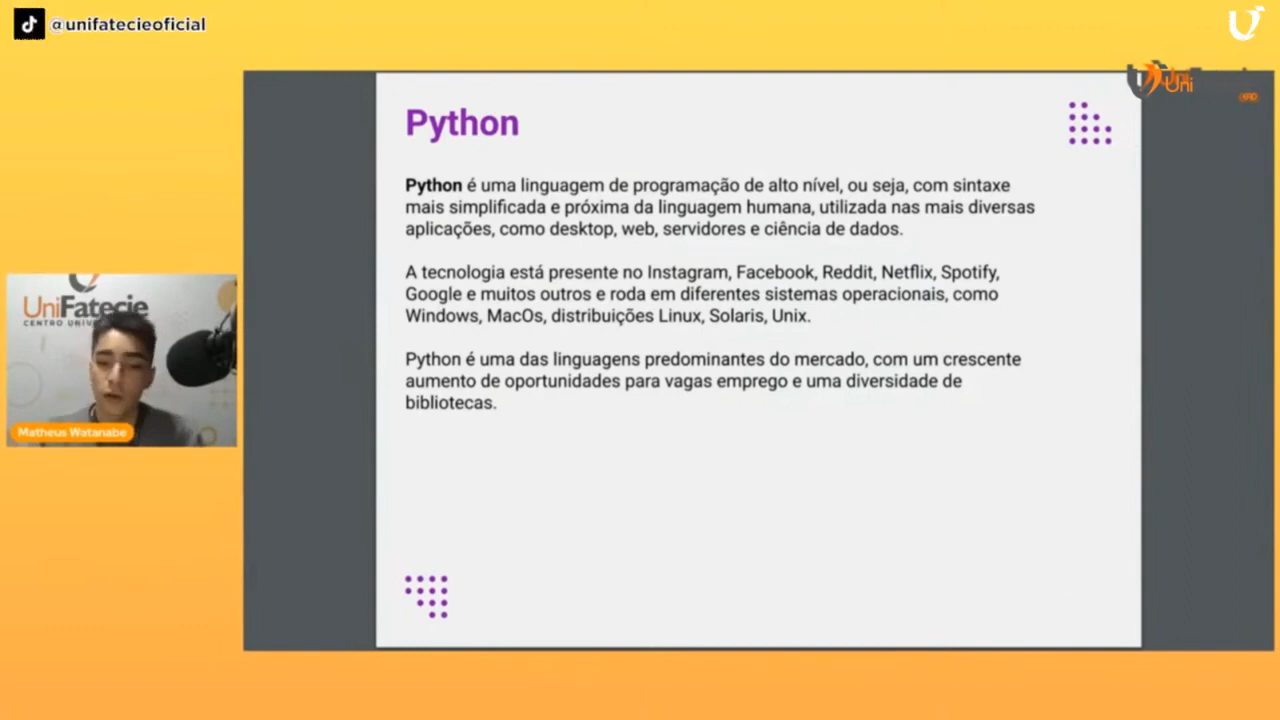 @unifatecieoficial
Uni
Uni
Python
Python é uma linguagem de programação de alto nível, ou seja, com sintaxe
mais simplificada e próxima da linguagem humana, utilizada nas mais diversas
aplicações, como desktop, web, servidores e ciência de dados.
A tecnologia está presente no Instagram, Facebook, Reddit, Netflix, Spotify,
Google e muitos outros e roda em diferentes sistemas operacionais, como
Windows, MacOs, distribuições Linux, Solaris, Unix.
Python é uma das linguagens predominantes do mercado, com um crescente
aumento de oportunidades para vagas emprego e uma diversidade de
bibliotecas.
UniFatecie
CENTRO
Matheus Watanabe